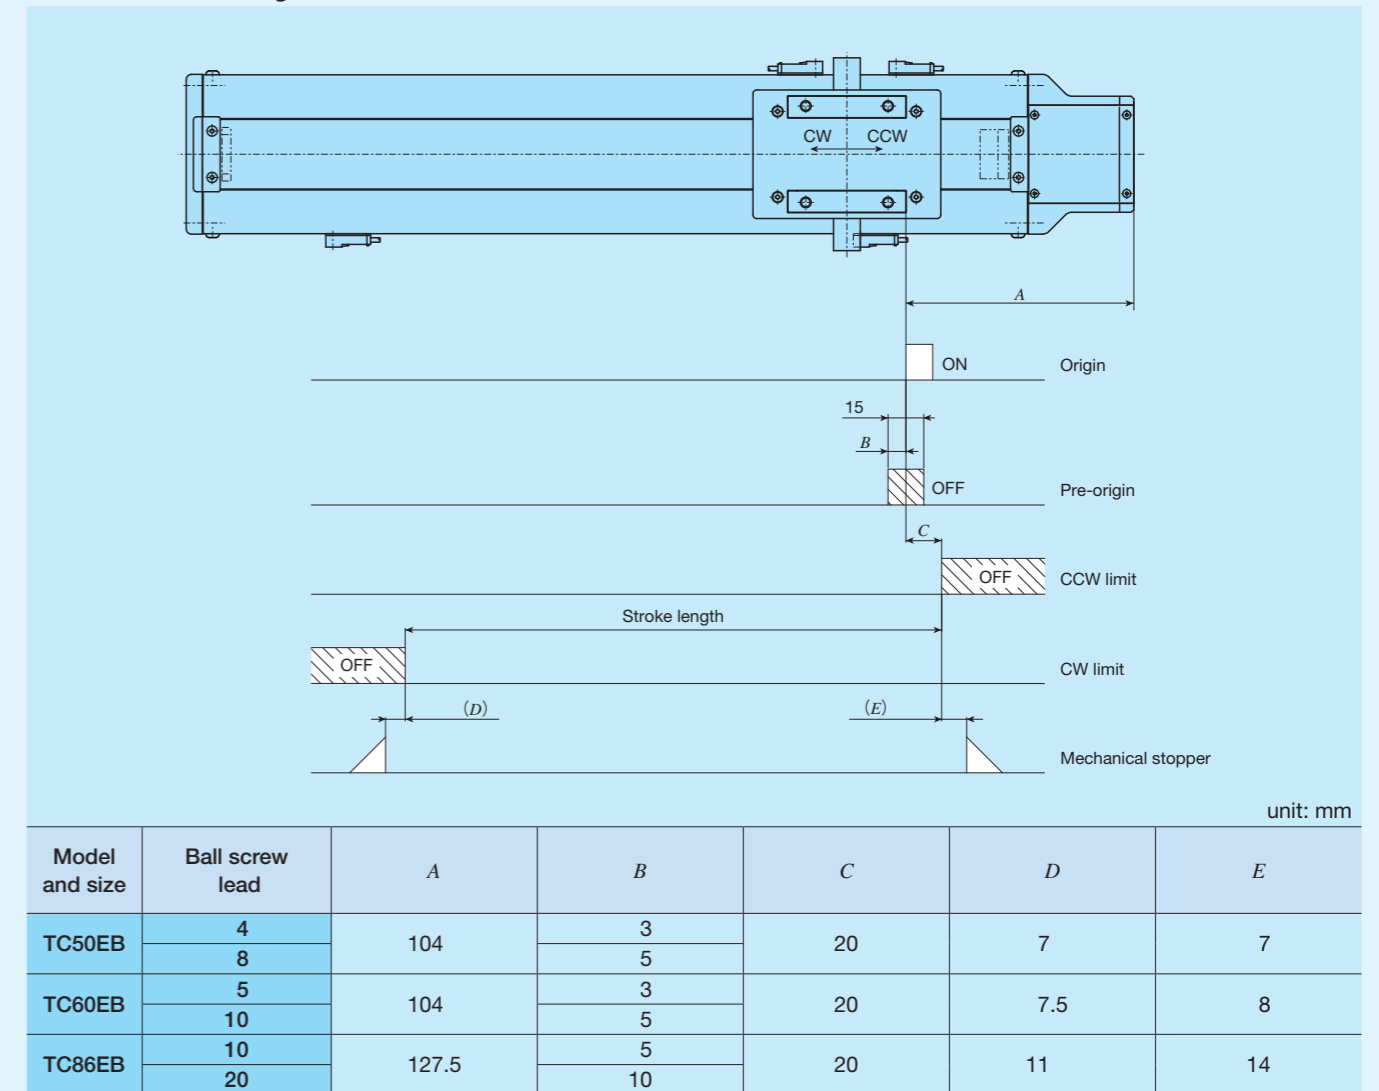 CW CCW
A
ON Origin
15
B
OFF Pre-origin
C
OFF CCW limit
Stroke length
OFF CW limit
(D) (E)
Mechanical stopper
unit: mm
Model and size Ball screw lead A B C D E
TC50EB 4 104 3 20 7 7
8 5
TC60EB 5 104 3 20 7.5 8
10 5
TC86EB 10 127.5 5 20 11 14
20 10